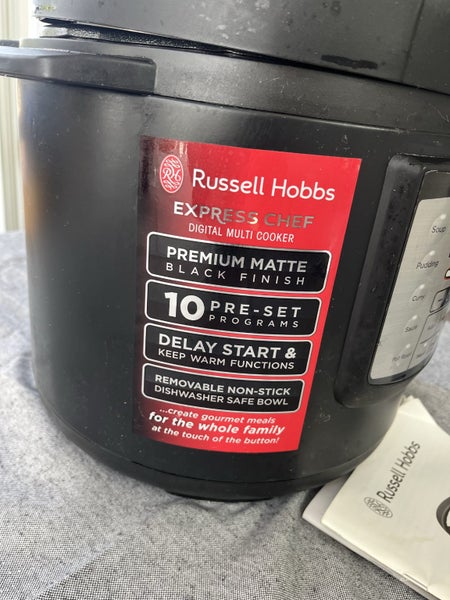 RH
Russell Hobbs
EXPRESS CHEF
DIGITAL MULTI COOKER
PREMIUM MATTE
BLACK FINISH
10 PRE-SET
PROGRAMS
DELAY START &
KEEP WARM FUNCTIONS
REMOVABLE NON-STICK
DISHWASHER SAFE BOWL
...create gourmet meals
for the whole family
at the touch of the button!
Soup
Pudding
Curry
Sauté
Russell Hobbs